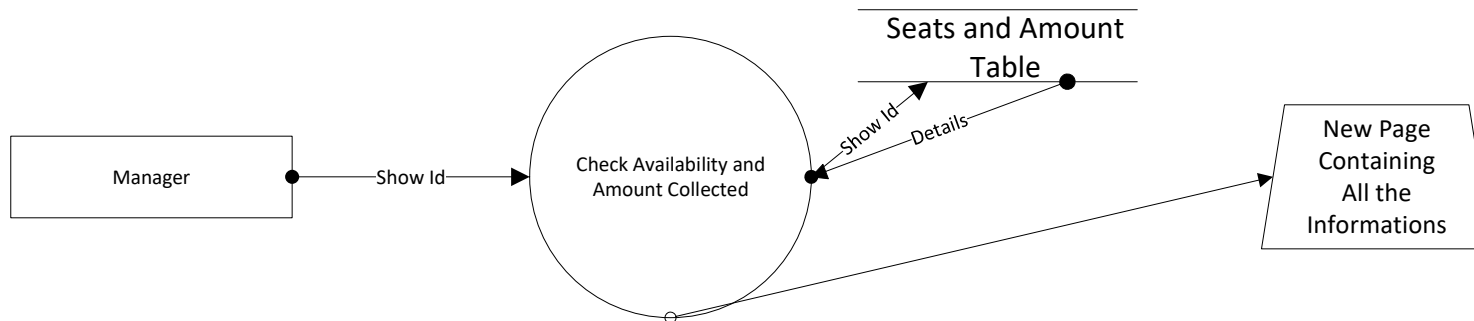 Seats and Amount
Table
Manager
Show Id
Check Availability and
Amount Collected
Show Id
Details
New Page
Containing
All the
Informations